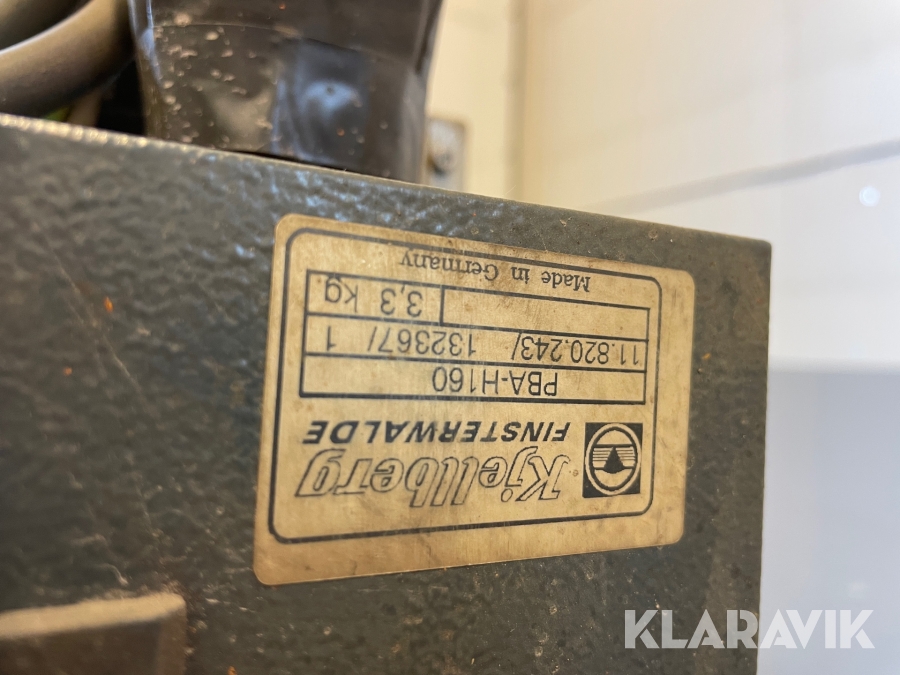 Kjellberg
FINSTERWALDE
PBA-H160
11.820.243/ 132367/ 1
3,3 kg
Made in Germany
KLARAVIK